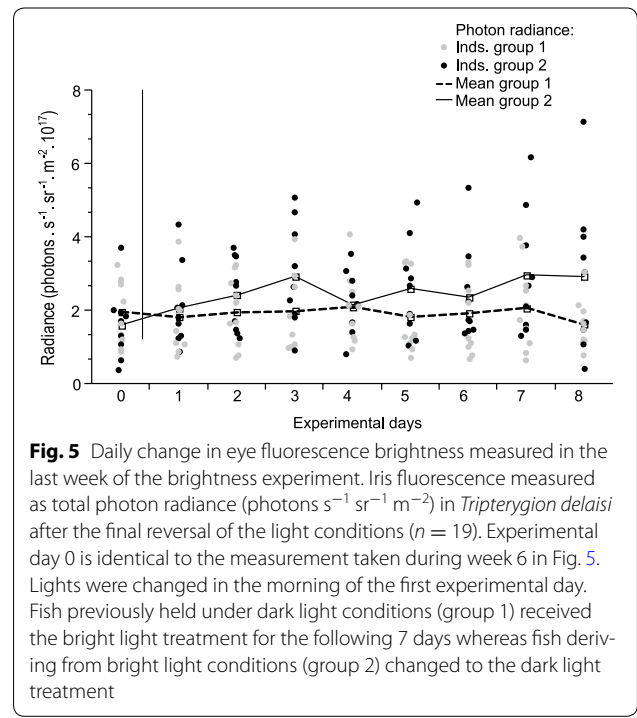 Photon radiance:
Inds. group 1
Inds. group 2
Mean group 1
Mean group 2
Radiance (photons . s⁻¹. sr⁻¹. m⁻². 10¹⁷)
8
6
4
2
0
0 1 2 3 4 5 6 7 8
Experimental days
Fig. 5 Daily change in eye fluorescence brightness measured in the
last week of the brightness experiment. Iris fluorescence measured
as total photon radiance (photons s⁻¹ sr⁻¹ m⁻²) in Tripterygion delaisi
after the final reversal of the light conditions (n = 19). Experimental
day 0 is identical to the measurement taken during week 6 in Fig. 5.
Lights were changed in the morning of the first experimental day.
Fish previously held under dark light conditions (group 1) received
the bright light treatment for the following 7 days whereas fish deriv-
ing from bright light conditions (group 2) changed to the dark light
treatment